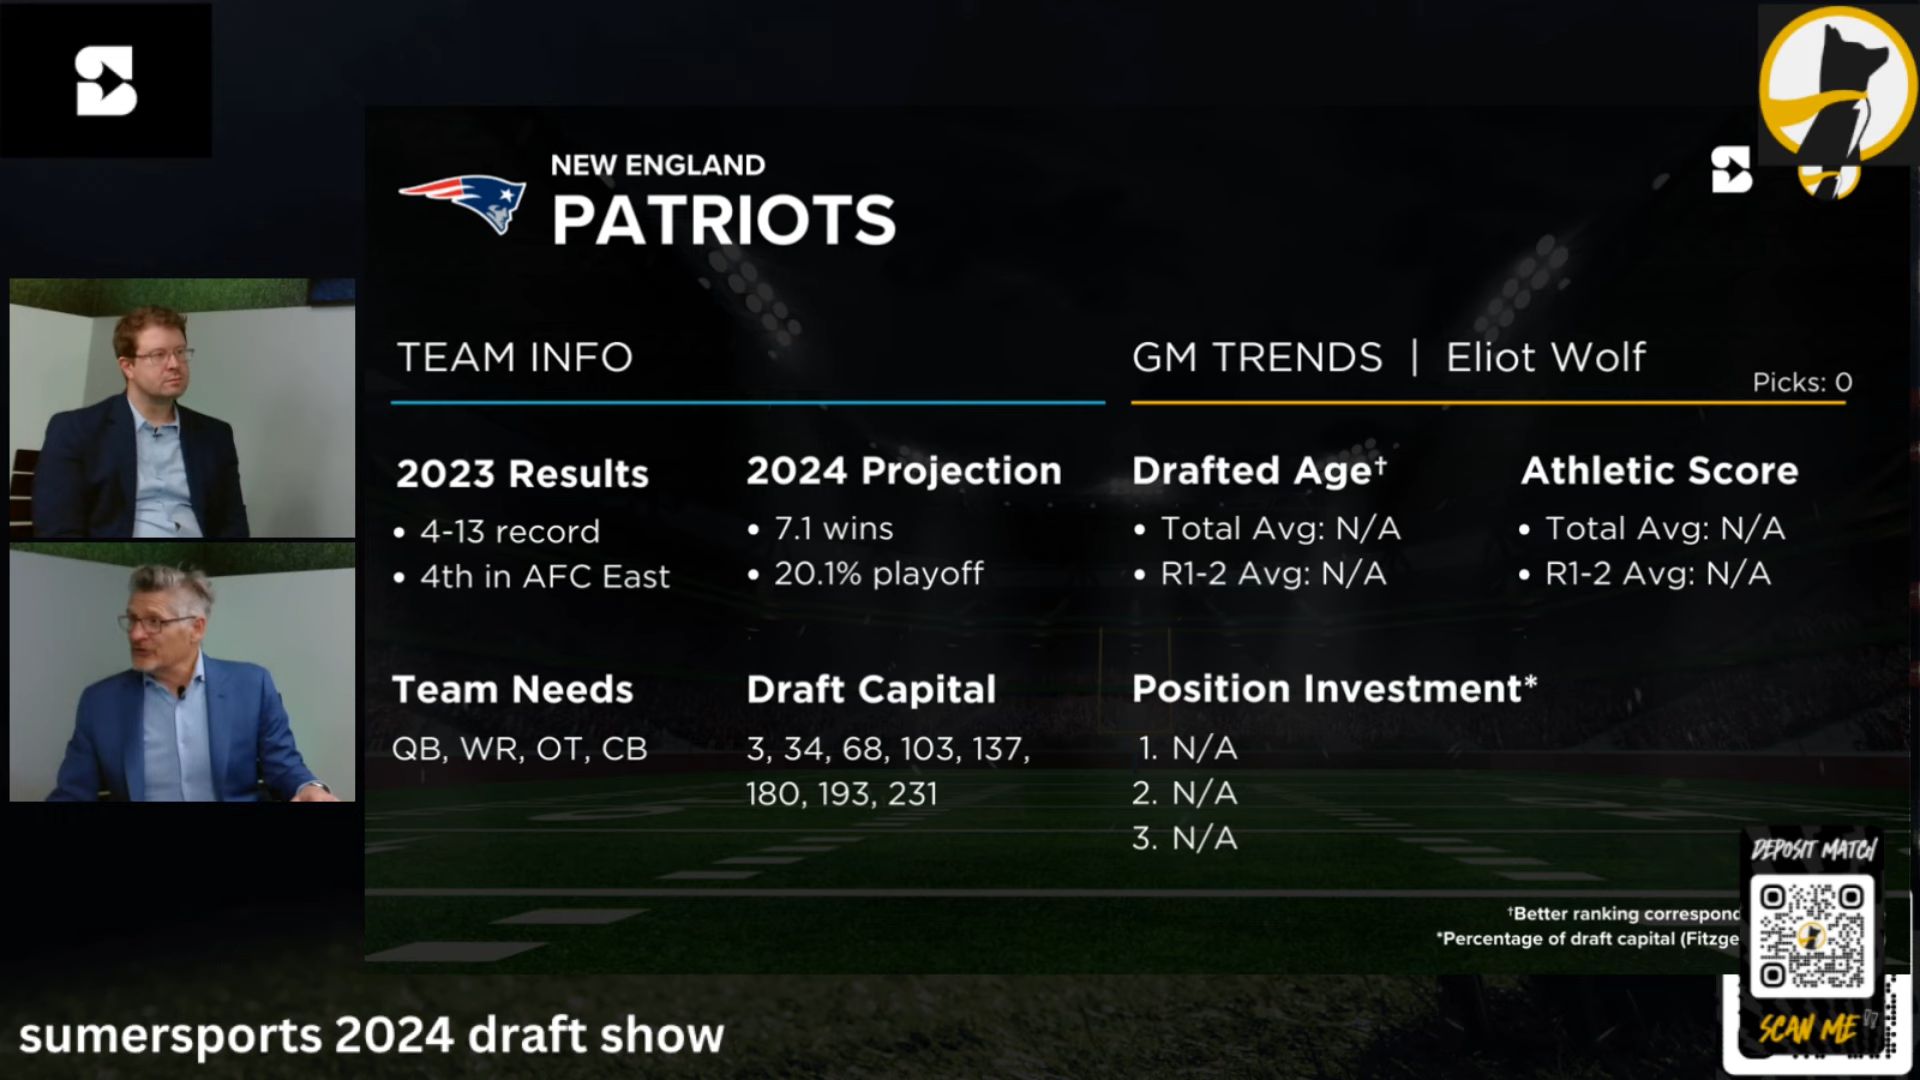 NEW ENGLAND
PATRIOTS
TEAM INFO
GM TRENDS | Eliot Wolf
Picks: 0
2023 Results
• 4-13 record
• 4th in AFC East
2024 Projection
• 7.1 wins
• 20.1% playoff
Drafted Age†
• Total Avg: N/A
• R1-2 Avg: N/A
Athletic Score
• Total Avg: N/A
• R1-2 Avg: N/A
Team Needs
QB, WR, OT, CB
Draft Capital
3, 34, 68, 103, 137,
180, 193, 231
Position Investment*
1. N/A
2. N/A
3. N/A
†Better ranking
*Percentage of draft capital
DEPOSIT MATCH
SCAN ME
sumersports 2024 draft show